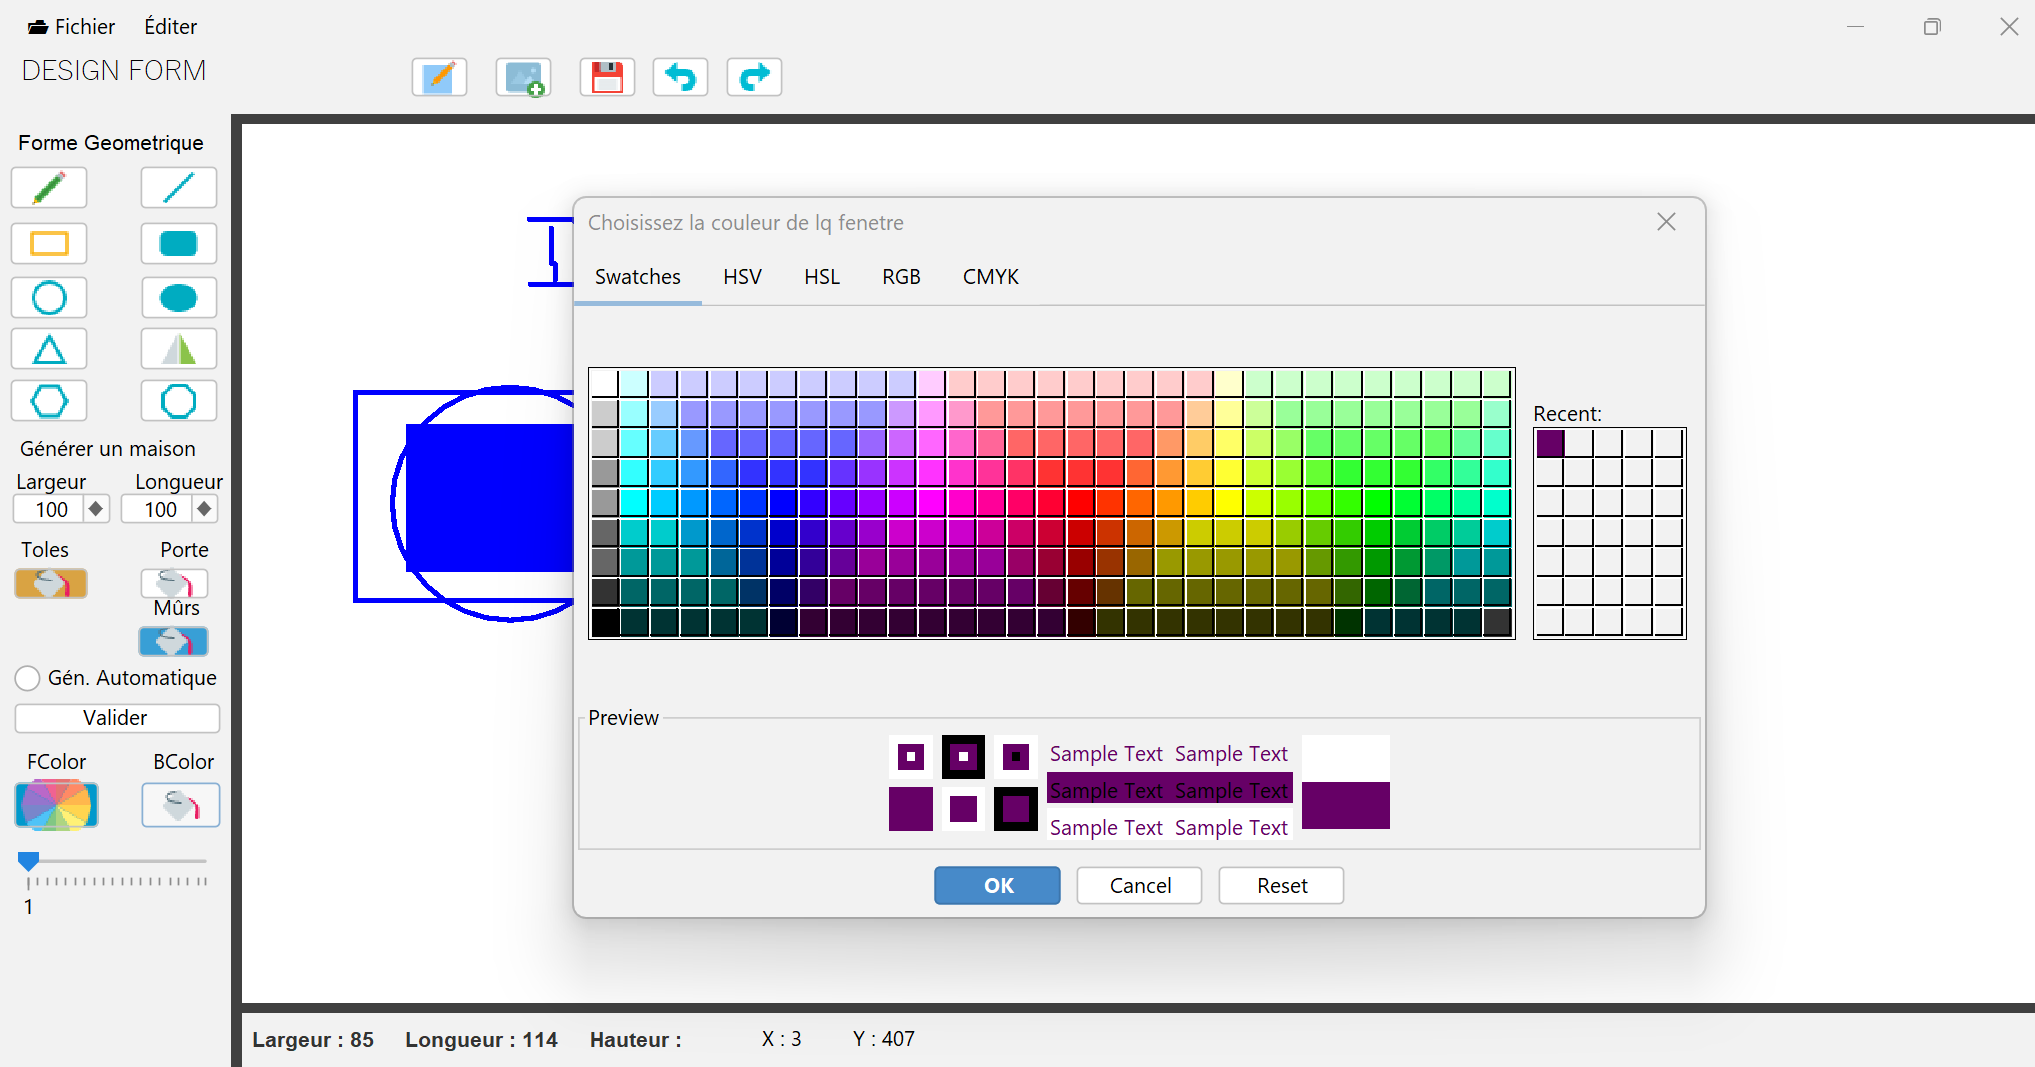 Fichier Éditer
DESIGN FORM
Forme Geometrique
Générer un maison
Largeur Longueur
100 100
Toles Porte
Mûrs
Gén. Automatique
Valider
FColor BColor
1
Choisissez la couleur de lq fenetre
Swatches HSV HSL RGB CMYK
Recent:
Preview
Sample Text Sample Text
Sample Text Sample Text
Sample Text Sample Text
OK Cancel Reset
Largeur : 85 Longueur : 114 Hauteur : X : 3 Y : 407